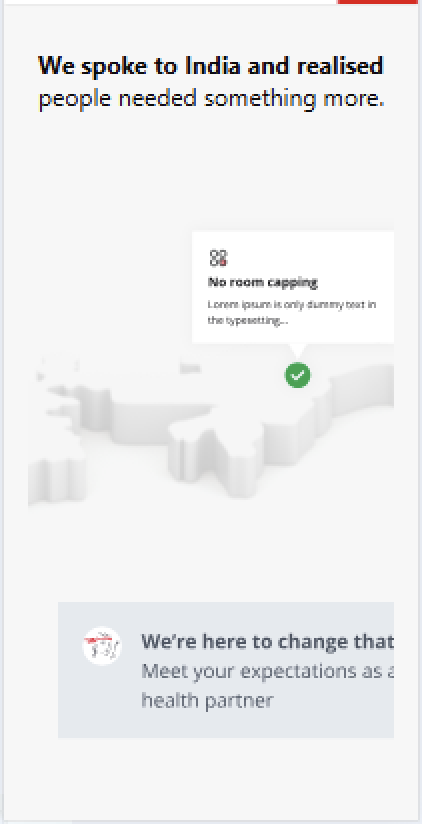 We spoke to India and realised
people needed something more.
No room capping
Lorem ipsum is only dummy text in
the typesetting...
We're here to change that
Meet your expectations as a
health partner